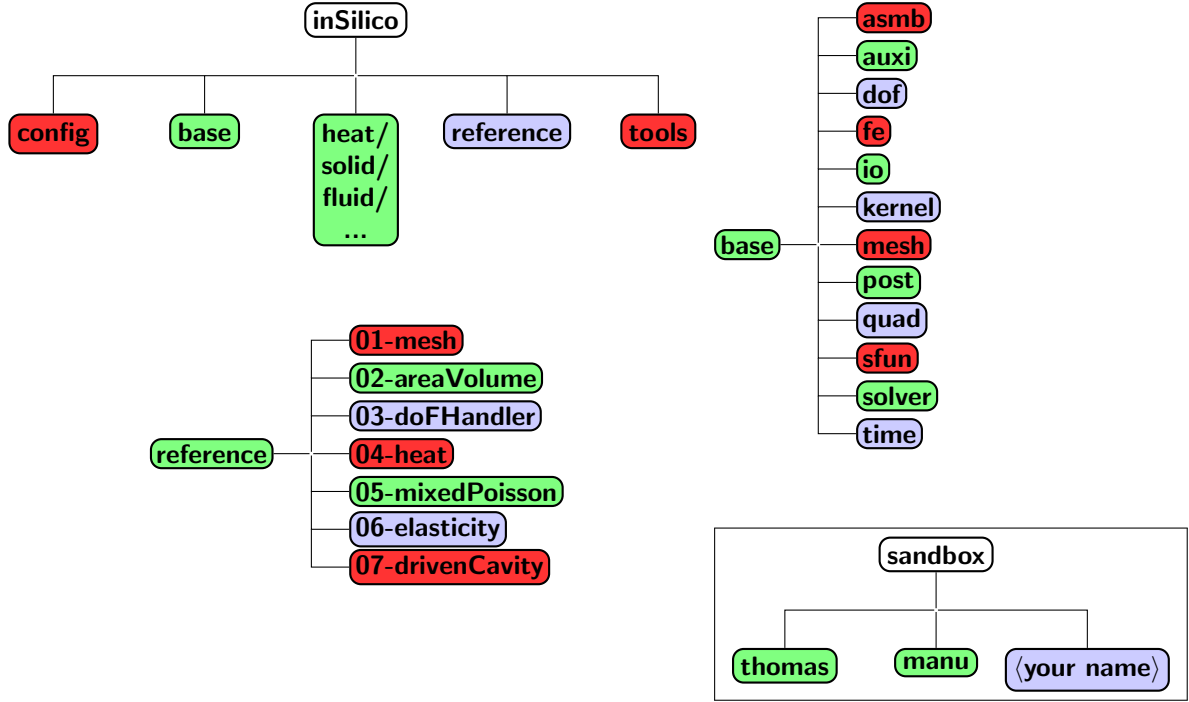 inSilico
config
base
heat/
solid/
fluid/
...
reference
tools
base
asmb
auxi
dof
fe
io
kernel
mesh
post
quad
sfun
solver
time
reference
01-mesh
02-areaVolume
03-doFHandler
04-heat
05-mixedPoisson
06-elasticity
07-drivenCavity
sandbox
thomas
manu
⟨your name⟩